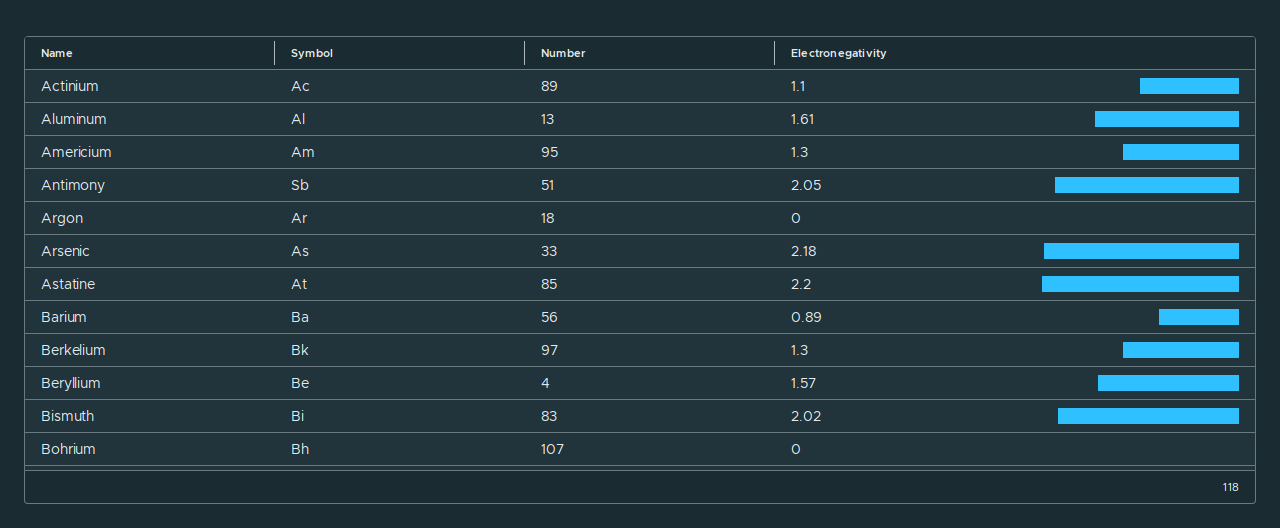 Name Symbol Number Electronegativity
Actinium Ac 89 1.1
Aluminum Al 13 1.61
Americium Am 95 1.3
Antimony Sb 51 2.05
Argon Ar 18 0
Arsenic As 33 2.18
Astatine At 85 2.2
Barium Ba 56 0.89
Berkelium Bk 97 1.3
Beryllium Be 4 1.57
Bismuth Bi 83 2.02
Bohrium Bh 107 0
118